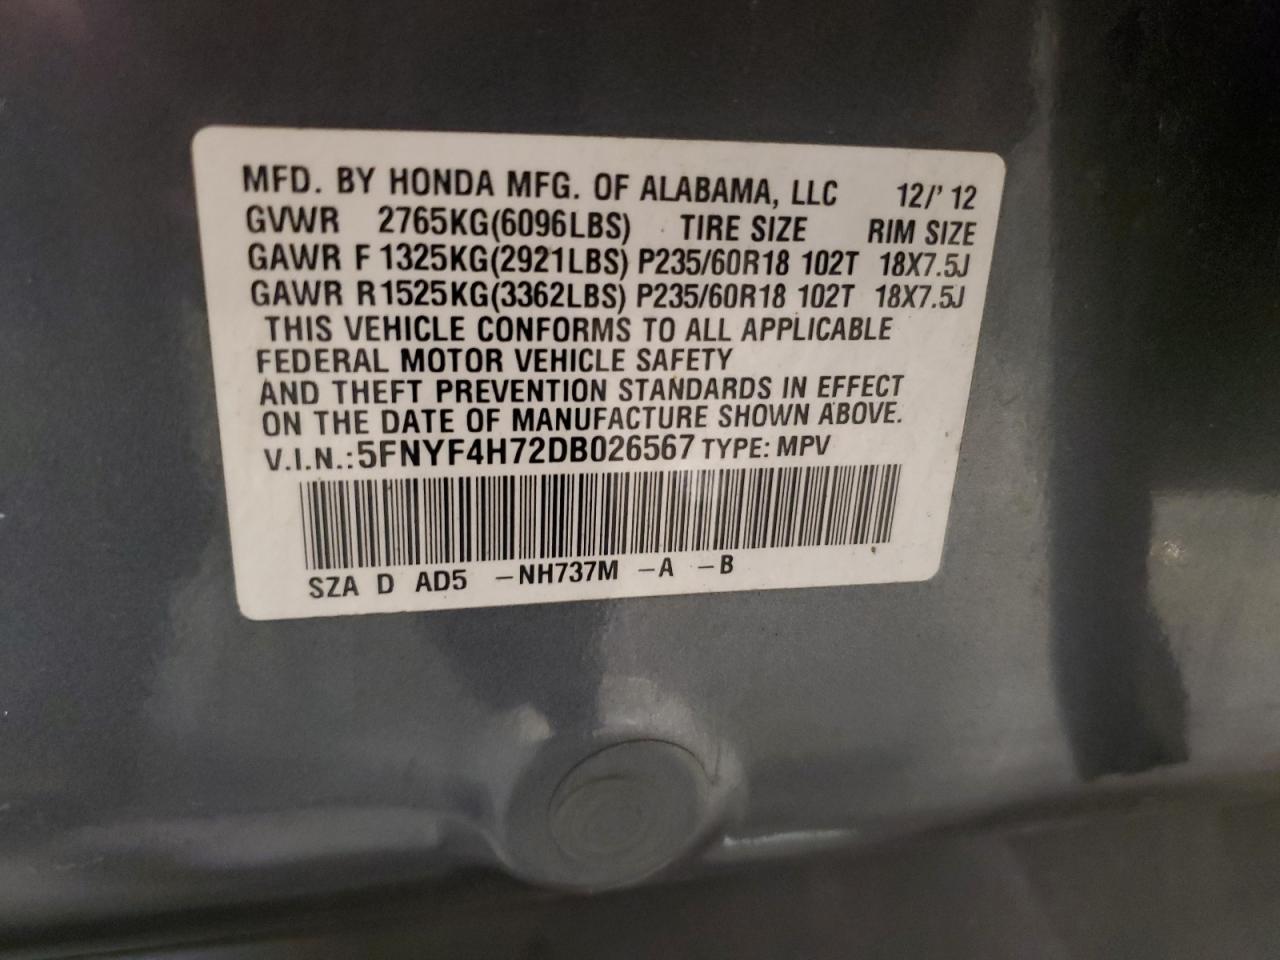 MFD. BY HONDA MFG. OF ALABAMA, LLC 12/' 12
GVWR 2765KG(6096LBS) TIRE SIZE RIM SIZE
GAWR F 1325KG(2921LBS) P235/60R18 102T 18X7.5J
GAWR R1525KG(3362LBS) P235/60R18 102T 18X7.5J
THIS VEHICLE CONFORMS TO ALL APPLICABLE
FEDERAL MOTOR VEHICLE SAFETY
AND THEFT PREVENTION STANDARDS IN EFFECT
ON THE DATE OF MANUFACTURE SHOWN ABOVE.
V.I.N.: 5FNYF4H72DB026567 TYPE: MPV
SZA D AD5 –NH737M –A –B